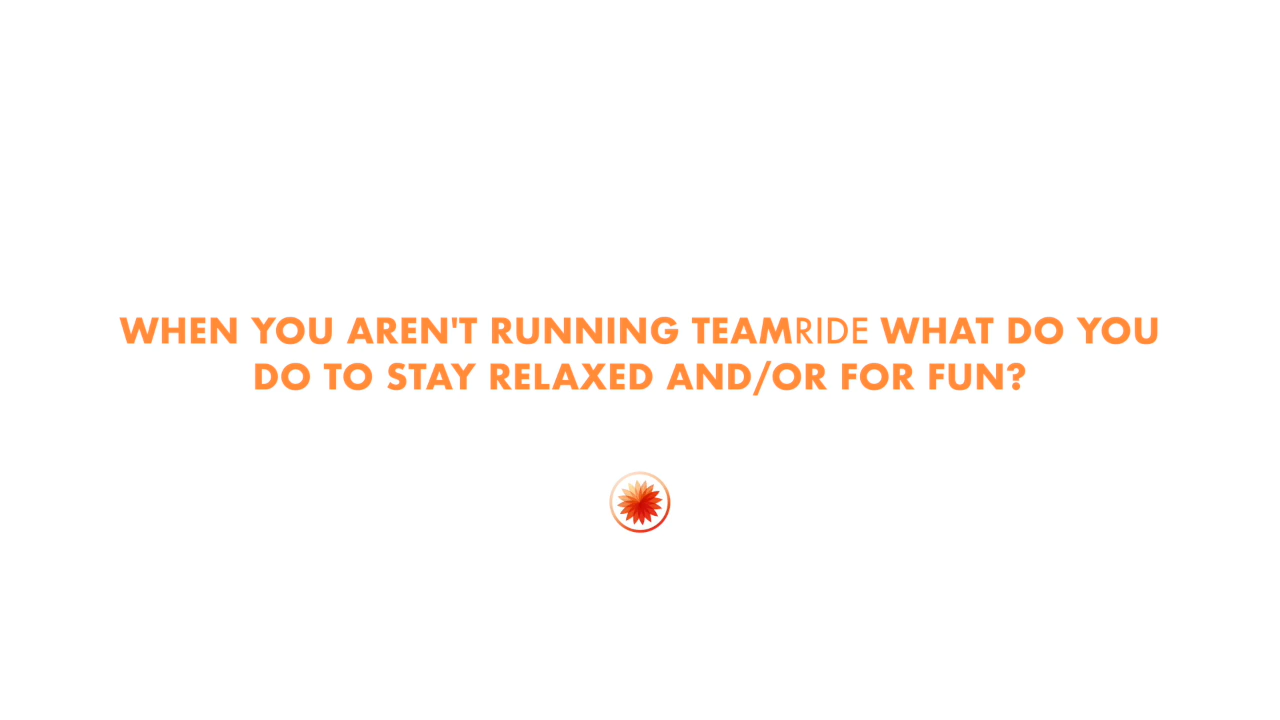 WHEN YOU AREN'T RUNNING TEAMRIDE WHAT DO YOU
DO TO STAY RELAXED AND/OR FOR FUN?